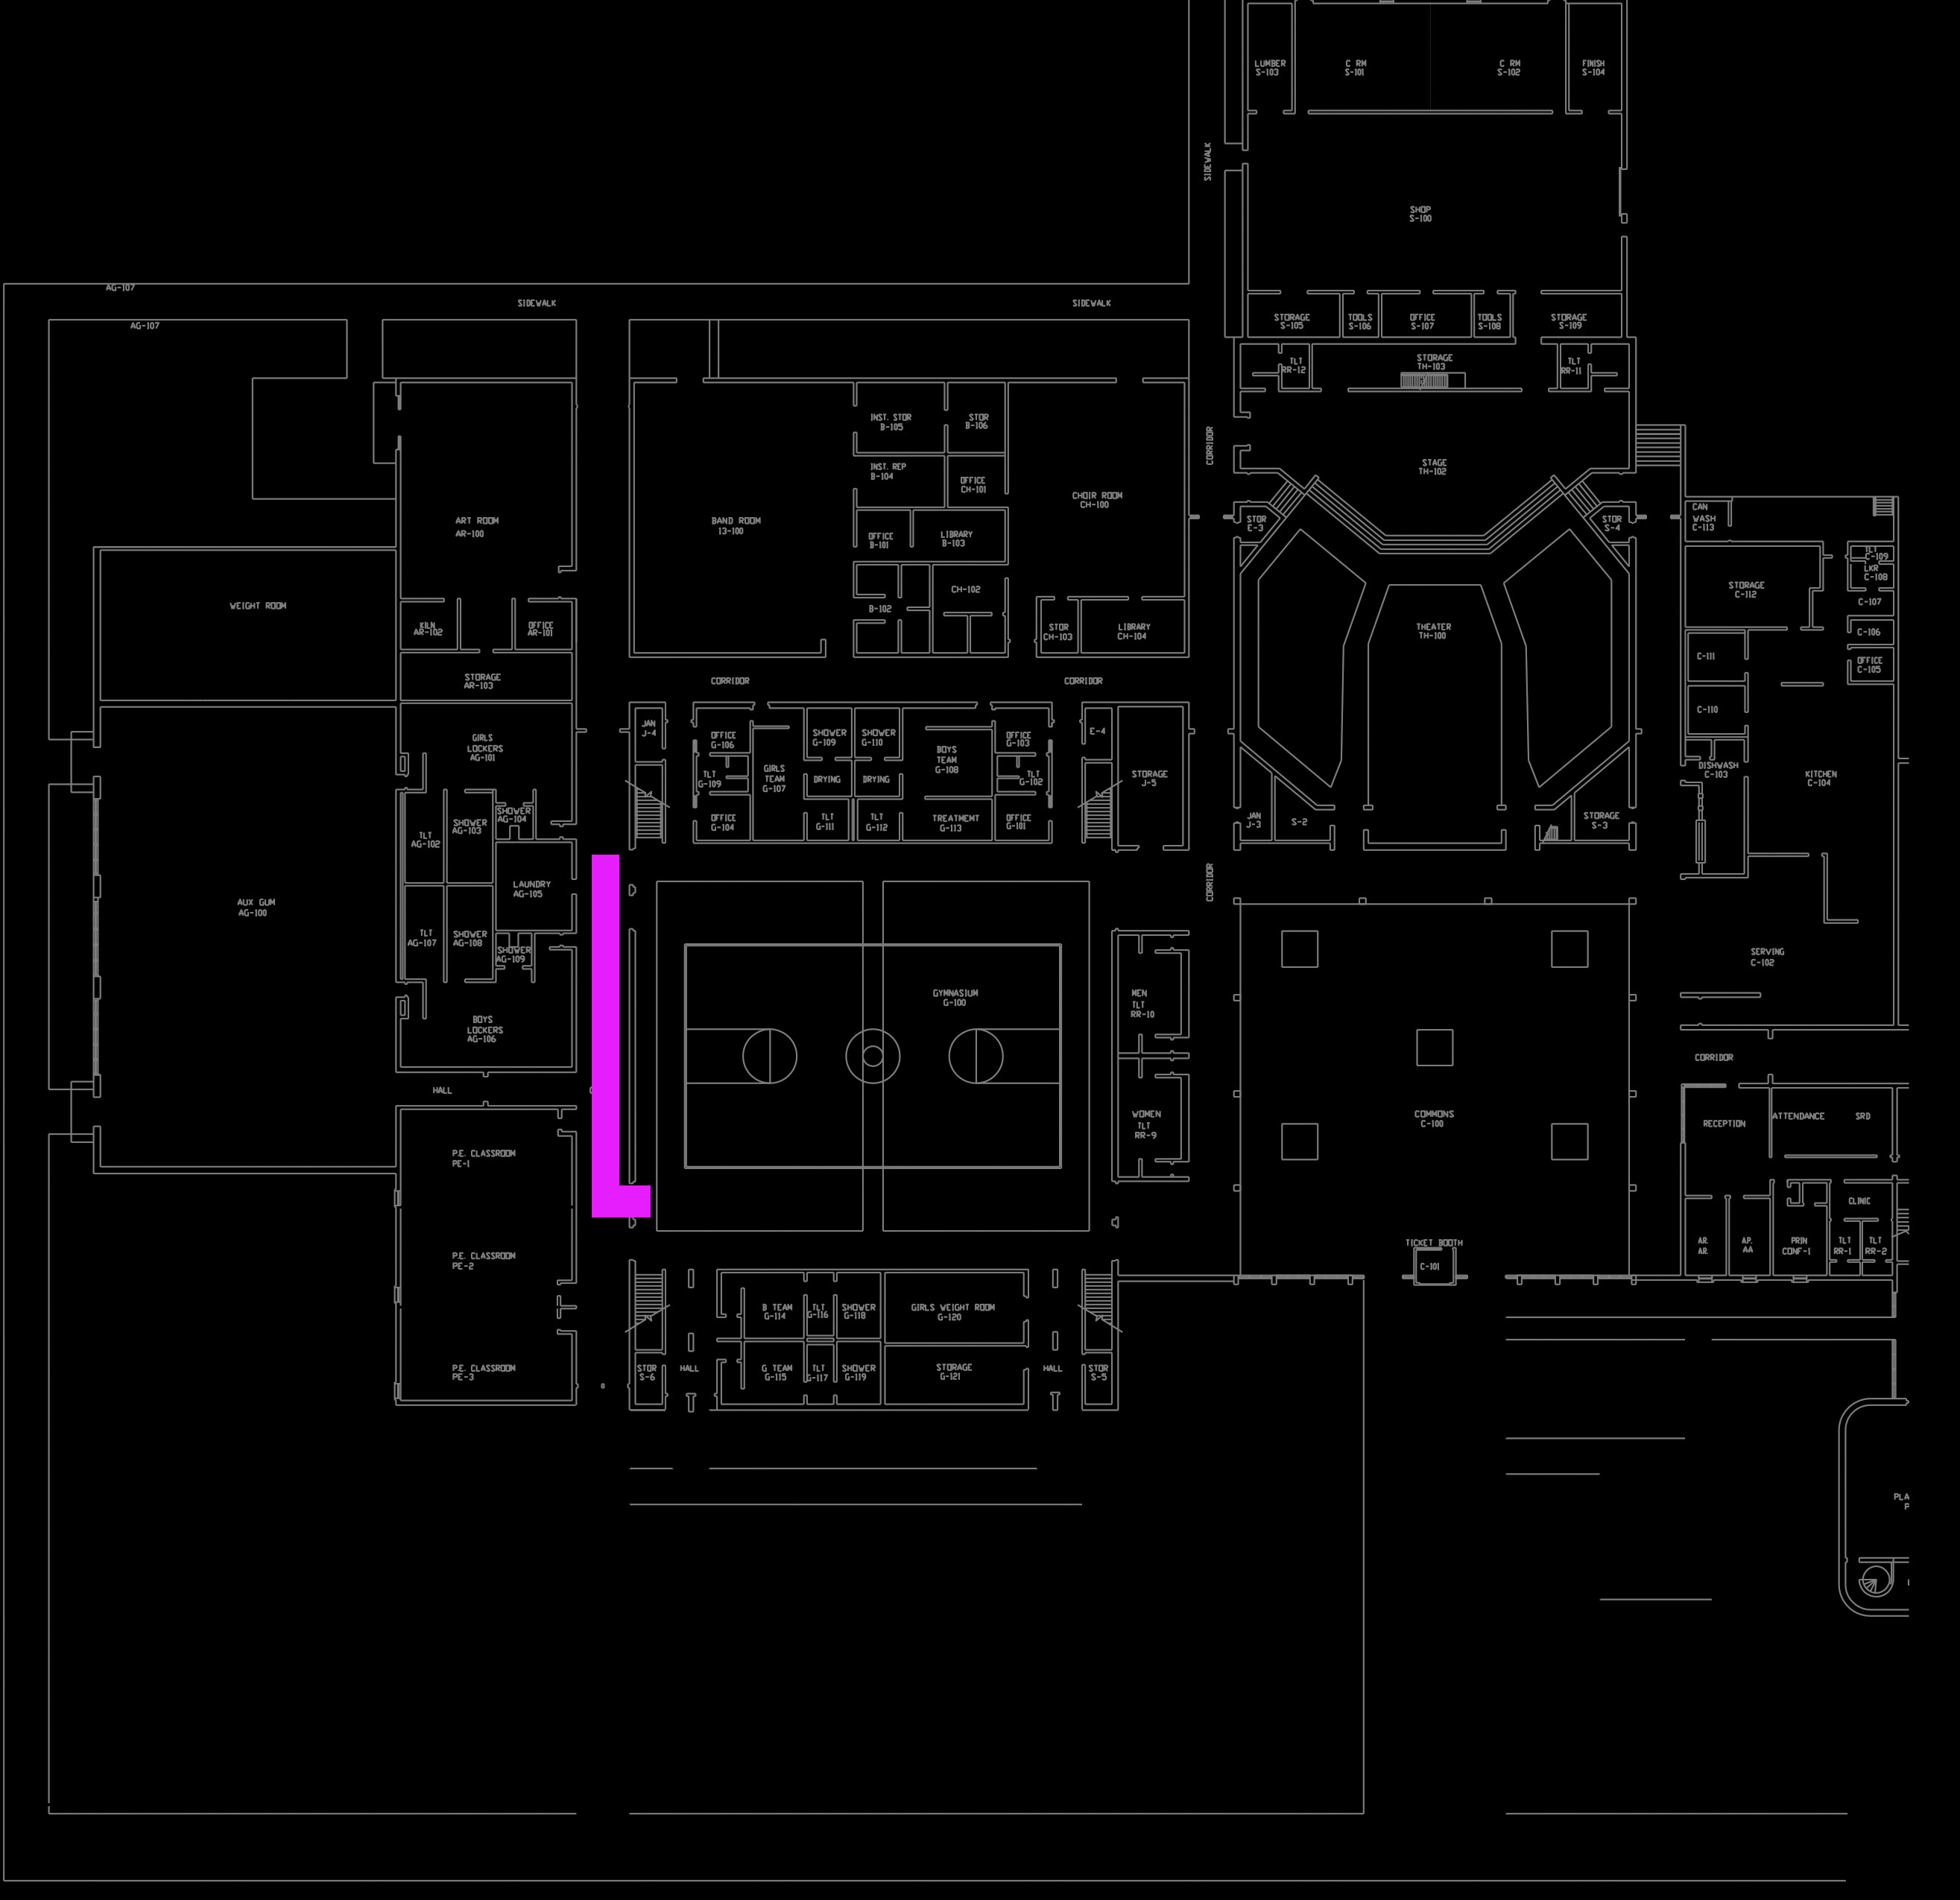 LUMBER
S-103
C RM
S-101
C RM
S-102
FINISH
S-104
SIDEWALK
SHOP
S-100
AG-107
SIDEWALK
SIDEWALK
AG-107
STORAGE
S-105
TOOLS
S-106
OFFICE
S-107
TOOLS
S-108
STORAGE
S-109
TLT
RR-12
STORAGE
TH-103
TLT
RR-11
INST. STOR
B-105
STOR
B-106
CORRIDOR
INST. REP
B-104
OFFICE
CH-101
STAGE
TH-102
CHOIR ROOM
CH-100
ART ROOM
AR-100
BAND ROOM
13-100
OFFICE
B-101
LIBRARY
B-103
STOR
E-3
STOR
S-4
CAN
WASH
C-113
TLT
C-109
LKR
C-108
CH-102
STORAGE
C-112
C-107
WEIGHT ROOM
B-102
KILN
AR-102
OFFICE
AR-101
STOR
CH-103
LIBRARY
CH-104
THEATER
TH-100
C-106
C-111
OFFICE
C-105
STORAGE
AR-103
CORRIDOR
CORRIDOR
C-110
JAN
J-4
OFFICE
G-106
SHOWER
G-109
SHOWER
G-110
BOYS
TEAM
G-108
OFFICE
G-103
E-4
GIRLS
LOCKERS
AG-101
TLT
G-109
GIRLS
TEAM
G-107
DRYING
DRYING
TLT
G-102
STORAGE
J-5
DISHWASH
C-103
KITCHEN
C-104
SHOWER
AG-104
SHOWER
AG-103
TLT
AG-102
OFFICE
G-104
TLT
G-111
TLT
G-112
TREATMEMT
G-113
OFFICE
G-101
JAN
J-3
S-2
STORAGE
S-3
LAUNDRY
AG-105
CORRIDOR
AUX GUM
AG-100
TLT
AG-107
SHOWER
AG-108
SHOWER
AG-109
SERVING
C-102
GYMNASIUM
G-100
MEN
TLT
RR-10
BOYS
LOCKERS
AG-106
CORRIDOR
HALL
WOMEN
TLT
RR-9
COMMONS
C-100
RECEPTION
ATTENDANCE
SRO
P.E. CLASSROOM
PE-1
CLINIC
P.E. CLASSROOM
PE-2
TICKET BOOTH
C-101
AR.
AR.
AP.
AA
PRIN
CONF-1
TLT
RR-1
TLT
RR-2
B TEAM
G-114
TLT
G-116
SHOWER
G-118
GIRLS WEIGHT ROOM
G-120
P.E. CLASSROOM
PE-3
STOR
S-6
HALL
G TEAM
G-115
TLT
G-117
SHOWER
G-119
STORAGE
G-121
HALL
STOR
S-5
PLA
P